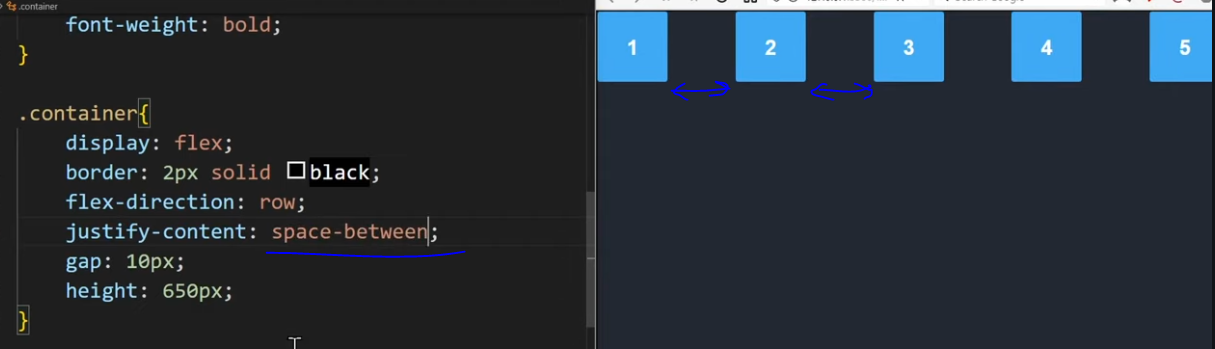 .container
font-weight: bold;
}
.container{
display: flex;
border: 2px solid black;
flex-direction: row;
justify-content: space-between;
gap: 10px;
height: 650px;
}
1 2 3 4 5